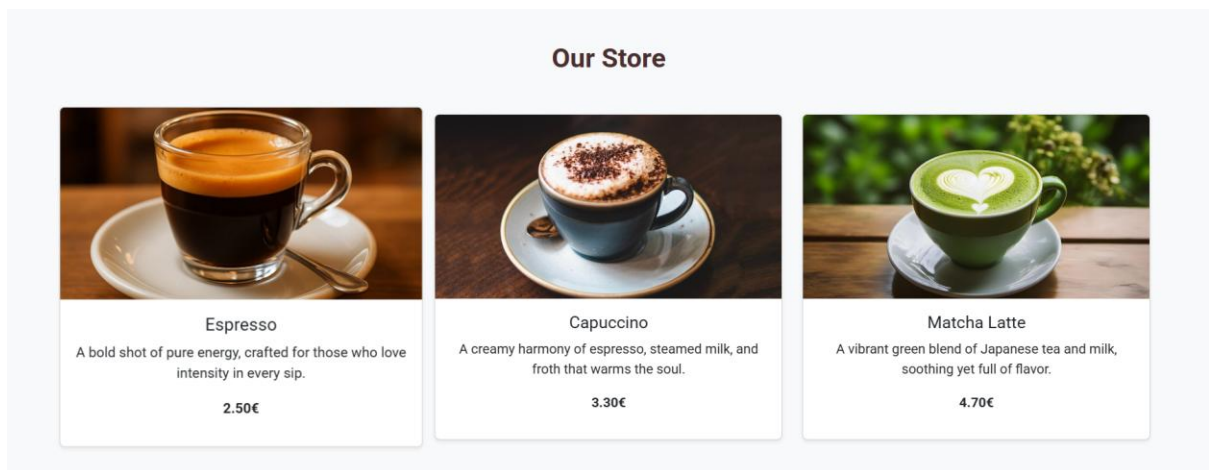 Our Store
Espresso
A bold shot of pure energy, crafted for those who love
intensity in every sip.
2.50€
Capuccino
A creamy harmony of espresso, steamed milk, and
froth that warms the soul.
3.30€
Matcha Latte
A vibrant green blend of Japanese tea and milk,
soothing yet full of flavor.
4.70€